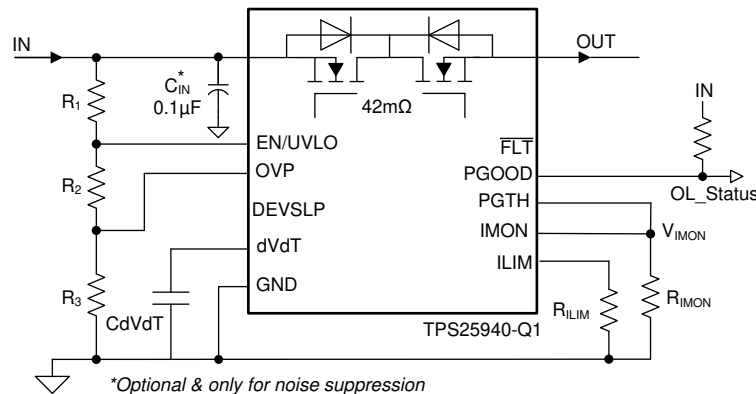 IN
OUT
R1
C*IN
0.1µF
42mΩ
IN
EN/UVLO
FLT
R2
OVP
PGOOD
OL_Status
DEVSLP
PGTH
dVdT
IMON
VIMON
ILIM
R3
GND
CdVdT
RILIM
RIMON
TPS25940-Q1
*Optional & only for noise suppression